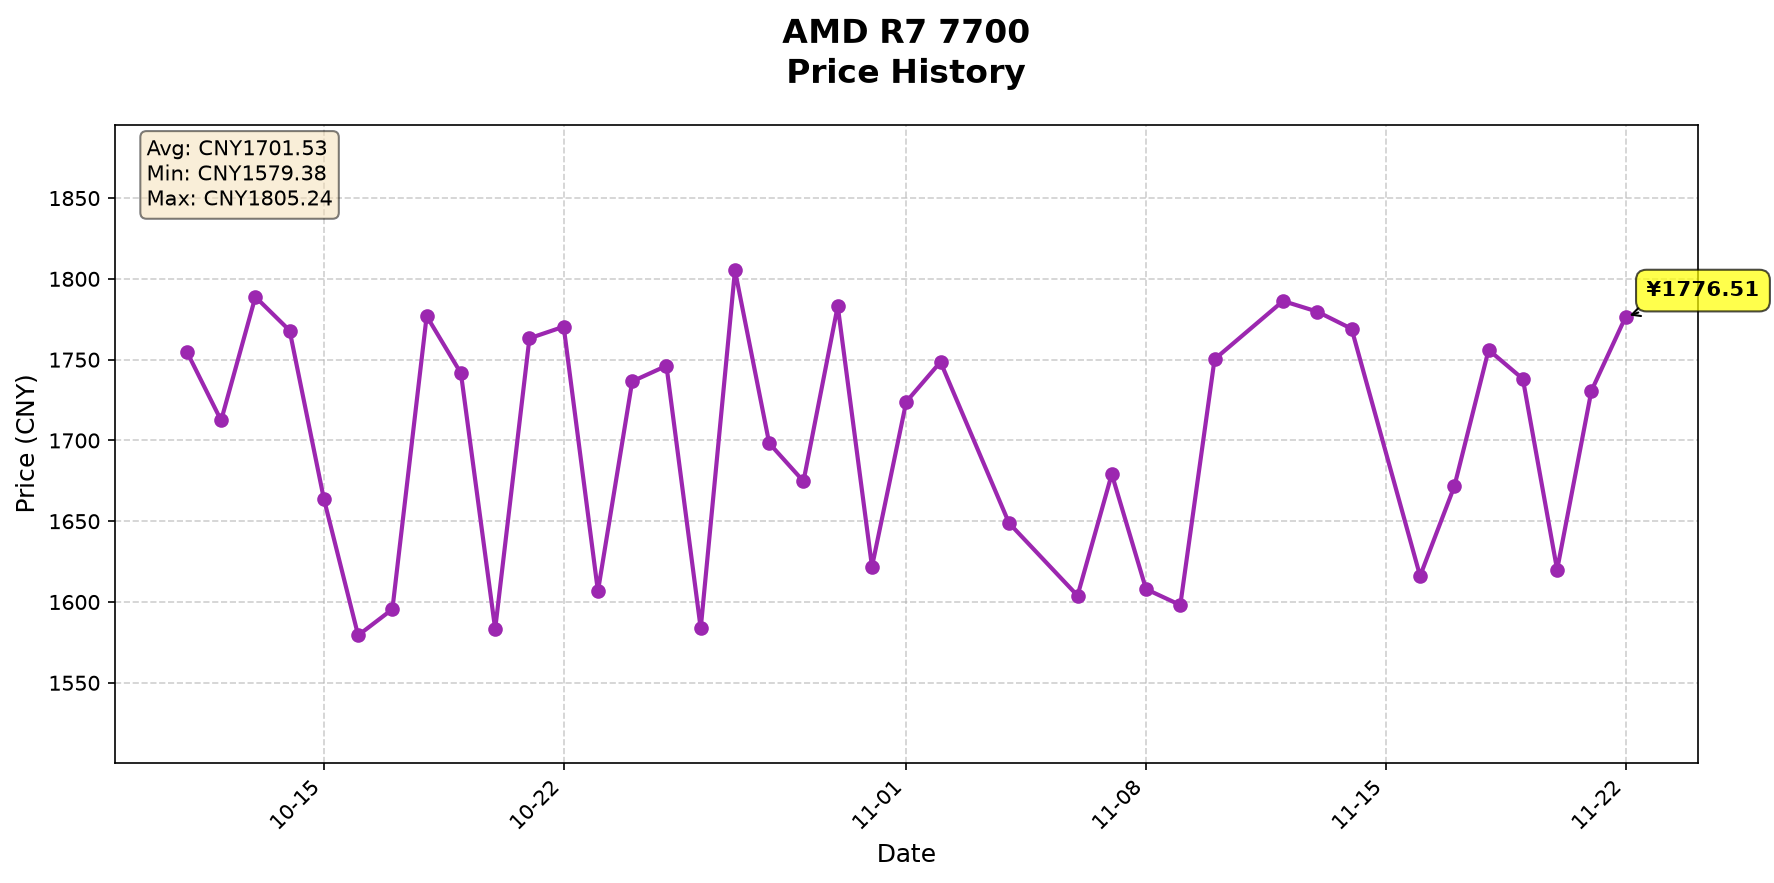 AMD R7 7700
Price History
Avg: CNY1701.53
Min: CNY1579.38
Max: CNY1805.24
¥1776.51
Price (CNY)
1850
1800
1750
1700
1650
1600
1550
10-15
10-22
11-01
11-08
11-15
11-22
Date